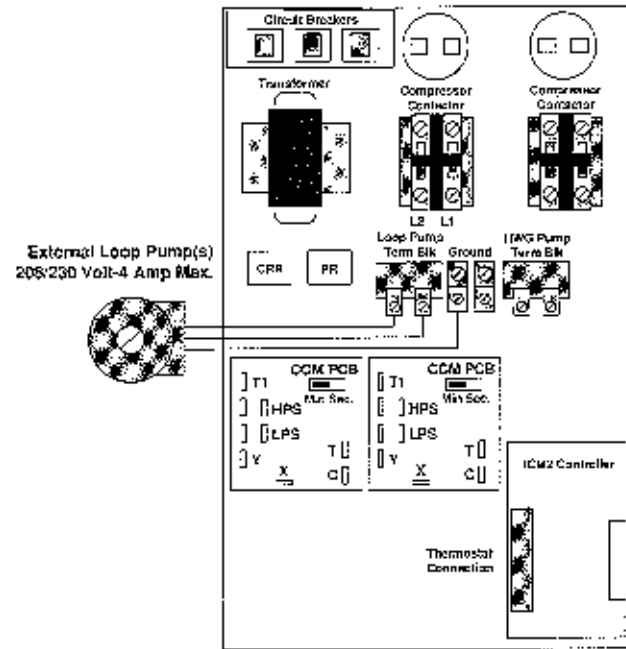 Circuit Breakers
Transformer
Compressor
Contactor
Compressor
Contactor
L2 L1
External Loop Pump(s)
208/230 Volt-4 Amp Max.
Loop Pump
Term Blk
Ground
HWG Pump
Term Blk
PR
CCM PCB
T1
Min Sec.
HPS
LPS
T
Y
X
C
CCM PCB
T1
Min Sec.
HPS
LPS
T
Y
X
C
ICM2 Controller
Thermostat
Connection